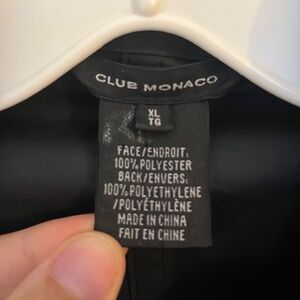 CLUB MONACO
XL
TG
FACE/ENDROIT:
100%POLYESTER
BACK/ENVERS:
100%POLYETHYLENE
/POLYÉTHYLÈNE
MADE IN CHINA
FAIT EN CHINE